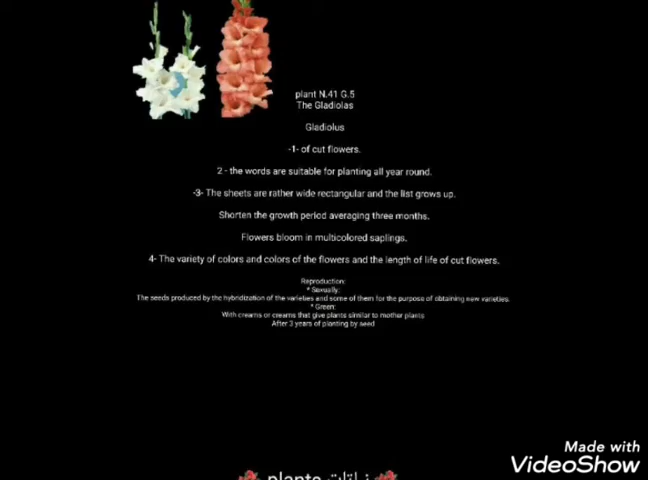 plant N.41 G.5
The Gladiolas
Gladiolus
-1- of cut flowers.
2 - the words are suitable for planting all year round.
-3- The sheets are rather wide rectangular and the list grows up.
Shorten the growth period averaging three months.
Flowers bloom in multicolored saplings.
4- The variety of colors and colors of the flowers and the length of life of cut flowers.
Reproduction:
* Sexually:
The seeds produced by the hybridization of the varieties and some of them for the purpose of obtaining new varieties.
* Green:
With creams or creams that give plants similar to mother plants
After 3 years of planting by seed
Made with
VideoShow
plants نباتات